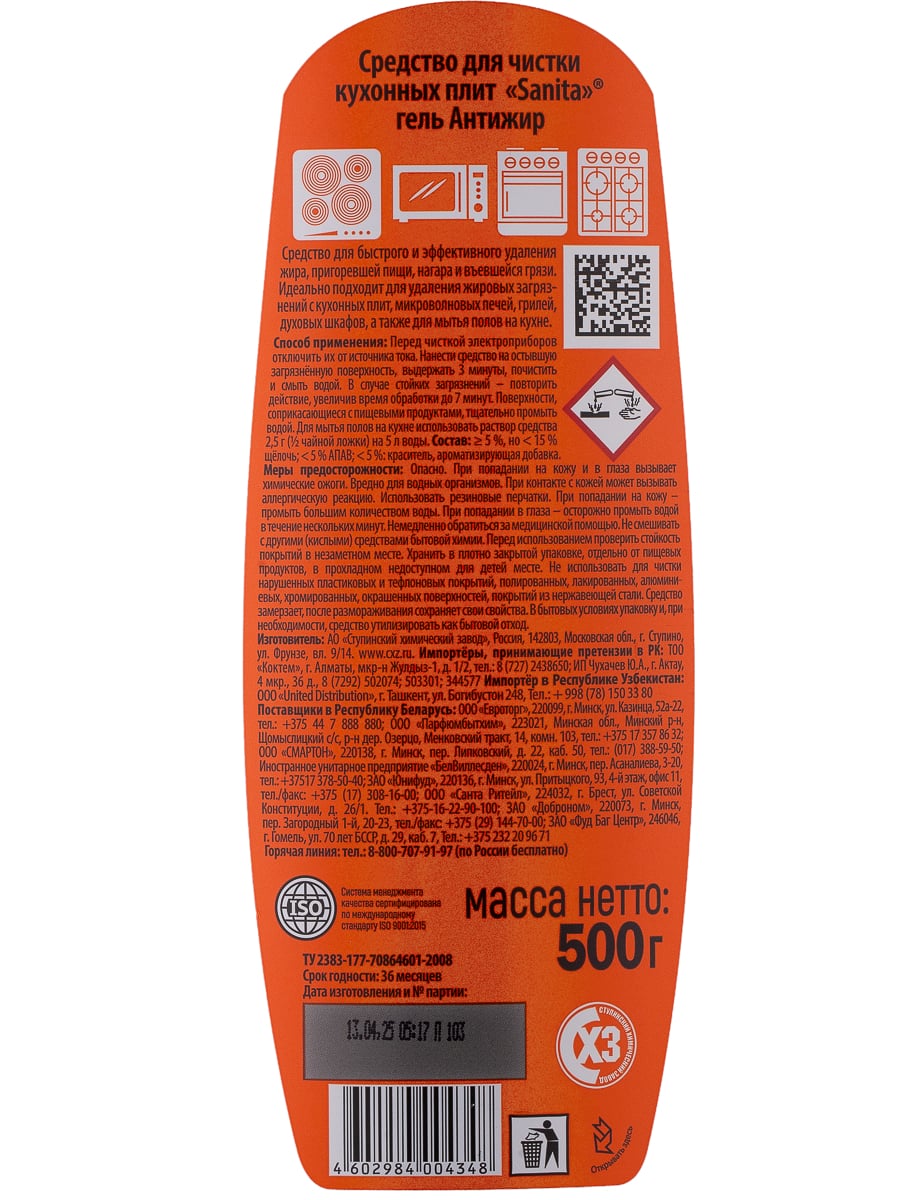 Средство для чистки
кухонных плит «Sanita»®
гель Антижир
Средство для быстрого и эффективного удаления
жира, пригоревшей пищи, нагара и въевшейся грязи.
Идеально подходит для удаления жировых загряз-
нений с кухонных плит, микроволновых печей, грилей,
духовых шкафов, а также для мытья полов на кухне.
Способ применения: Перед чисткой электроприборов
отключить их от источника тока. Нанести средство на остывшую
загрязнённую поверхность, выдержать 3 минуты, почистить
и смыть водой. В случае стойких загрязнений – повторить
действие, увеличив время обработки до 7 минут. Поверхности,
соприкасающиеся с пищевыми продуктами, тщательно промыть
водой. Для мытья полов на кухне использовать раствор средства
2,5 г (½ чайной ложки) на 5 л воды. Состав: ≥ 5 %, но < 15 %
щёлочь; < 5 % АПАВ; < 5 %: краситель, ароматизирующая добавка.
Меры предосторожности: Опасно. При попадании на кожу и в глаза вызывает
химические ожоги. Вредно для водных организмов. При контакте с кожей может вызывать
аллергическую реакцию. Использовать резиновые перчатки. При попадании на кожу –
промыть большим количеством воды. При попадании в глаза – осторожно промыть водой
в течение нескольких минут. Немедленно обратиться за медицинской помощью. Не смешивать
с другими (кислыми) средствами бытовой химии. Перед использованием проверить стойкость
покрытий в незаметном месте. Хранить в плотно закрытой упаковке, отдельно от пищевых
продуктов, в прохладном недоступном для детей месте. Не использовать для чистки
нарушенных пластиковых и тефлоновых покрытий, полированных, лакированных, алюмини-
евых, хромированных, окрашенных поверхностей, покрытий из нержавеющей стали. Средство
замерзает, после размораживания сохраняет свои свойства. В бытовых условиях упаковку и, при
необходимости, средство утилизировать как бытовой отход.
Изготовитель: АО «Ступинский химический завод», Россия, 142803, Московская обл., г. Ступино,
ул. Фрунзе, вл. 9/14. www.cxz.ru. Импортёры, принимающие претензии в РК: ТОО
«Коктем», г. Алматы, мкр-н Жулдыз-1, д. 1/2, тел.: 8 (727) 2438650; ИП Чухачев Ю.А., г. Актау,
4 мкр., 36 д., 8 (7292) 502074; 503301; 344577 Импортёр в Республике Узбекистан:
ООО «United Distribution», г. Ташкент, ул. Богибустон 248, Тел.: + 998 (78) 150 33 80
Поставщики в Республику Беларусь: ООО «Евроторг», 220099, г. Минск, ул. Казинца, 52а-22,
тел.: +375 44 7 888 880; ООО «Парфюмбытхим», 223021, Минская обл., Минский р-н,
Щомыслицкий с/с, р-н дер. Озерцо, Менковский тракт, 14, комн. 103, тел.: +375 17 357 86 32;
ООО «СМАРТОН», 220138, г. Минск, пер. Липковский, д. 22, каб. 50, тел.: (017) 388-59-50;
Иностранное унитарное предприятие «БелВиллесден», 220024, г. Минск, пер. Асаналиева, 3-20,
тел.: +37517 378-50-40; ЗАО «Юнифуд», 220136, г. Минск, ул. Притыцкого, 93, 4-й этаж, офис 11,
тел./факс: +375 (17) 308-16-00; ООО «Санта Ритейл», 224032, г. Брест, ул. Советской
Конституции, д. 26/1. Тел.: +375-16-22-90-100; ЗАО «Доброном», 220073, г. Минск,
пер. Загородный 1-й, 20-23, тел./факс: +375 (29) 144-70-00; ЗАО «Фуд Баг Центр», 246046,
г. Гомель, ул. 70 лет БССР, д. 29, каб. 7, Тел.: +375 232 20 96 71
Горячая линия: тел.: 8-800-707-91-97 (по России бесплатно)
ISO
Система менеджмента
качества сертифицирована
по международному
стандарту ISO 9001:2015
масса нетто:
500г
ТУ 2383-177-70864601-2008
Срок годности: 36 месяцев
Дата изготовления и № партии:
13.04.25 05:17 П 103
СТУПИНСКИЙ ХИМИЧЕСКИЙ ЗАВОД
СХЗ
4 602984 004348
Открывать здесь